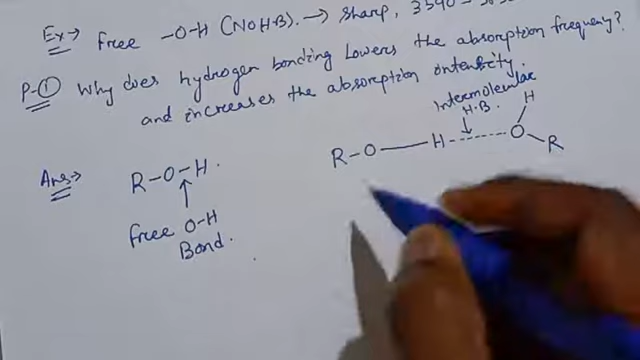 Ex→ Free -O-H (No H·B). → Sharp,
P-① Why does hydrogen bonding Lowers the absorption frequency?
and increases the absorption intensity.
Ans:→ R-O-H.
Free O-H
Bond.
Intermolecular
H.B.
R-O—H-----O-R
H